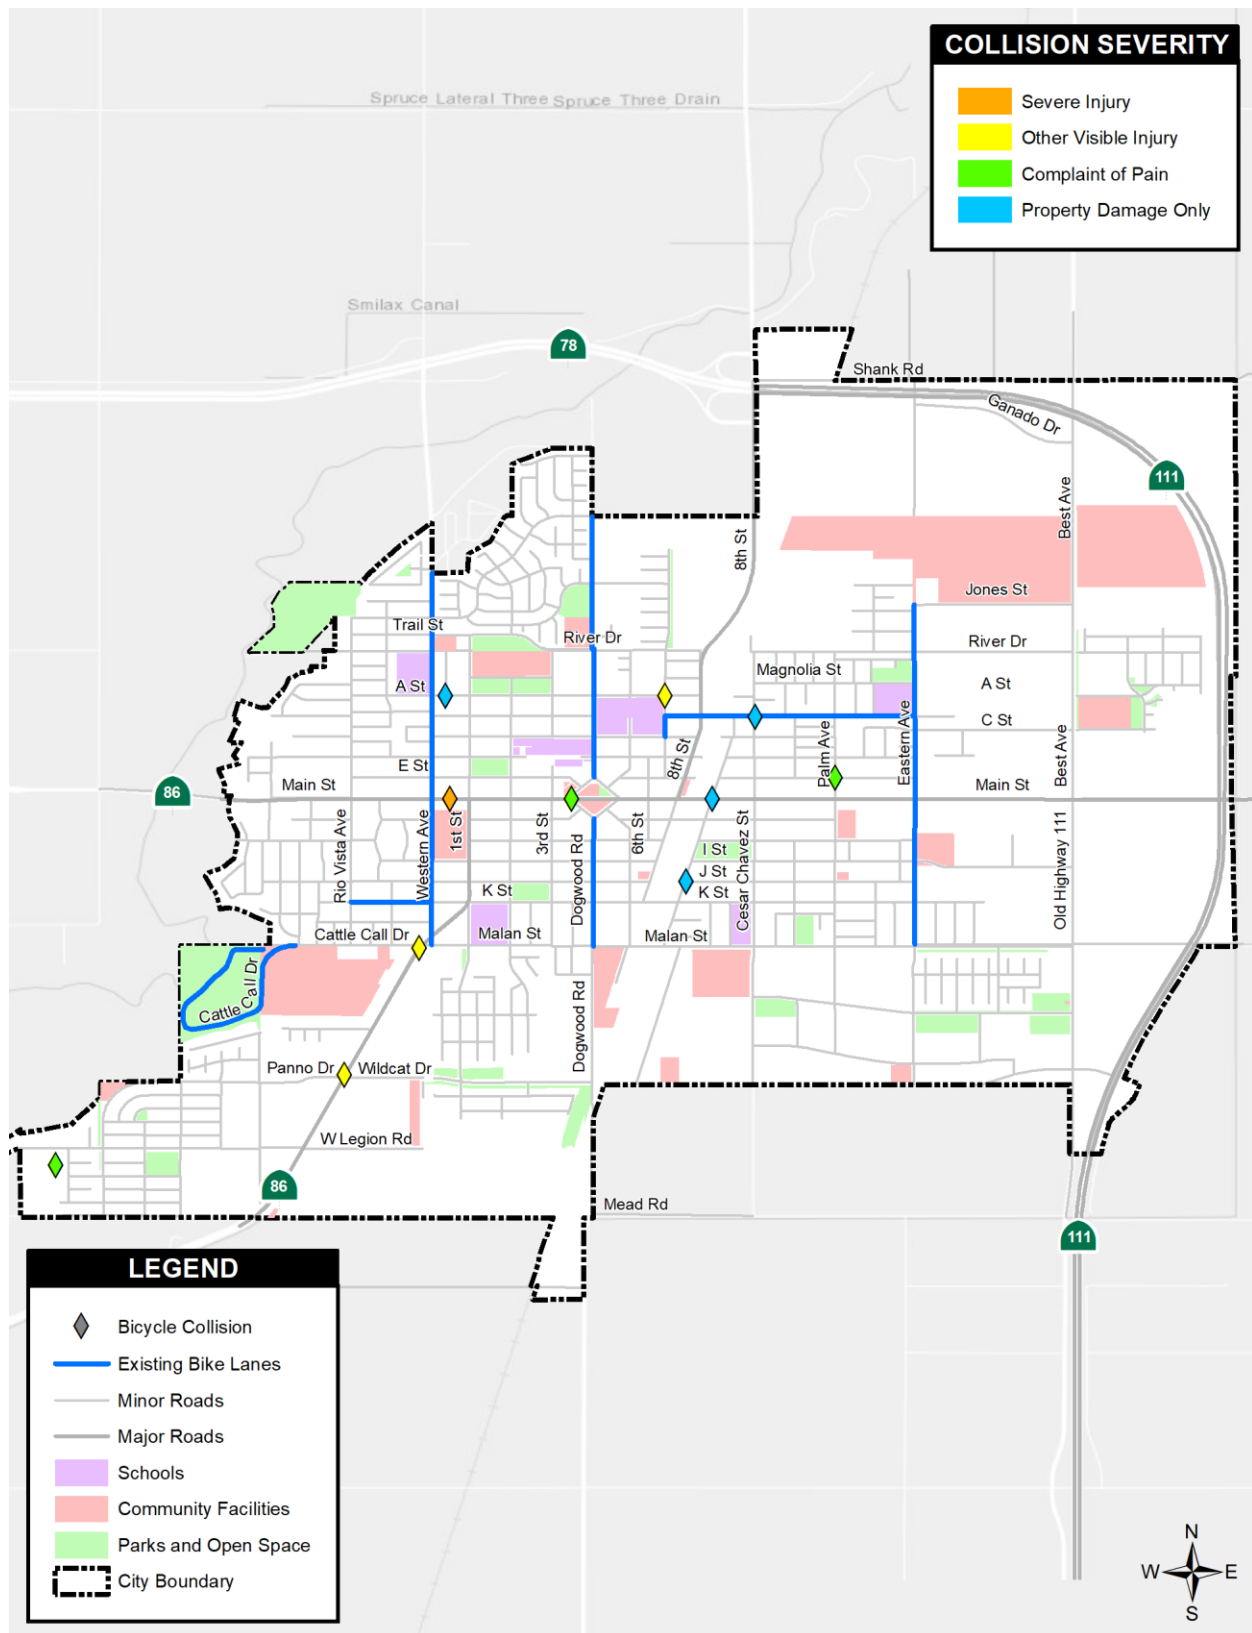 COLLISION SEVERITY
Severe Injury
Other Visible Injury
Complaint of Pain
Property Damage Only
Spruce Lateral Three
Spruce Three Drain
Smilax Canal
78
Shank Rd
Ganado Dr
111
Best Ave
8th St
Jones St
Trail St
River Dr
River Dr
Magnolia St
A St
A St
C St
Eastern Ave
Palm Ave
Best Ave
8th St
E St
Main St
Main St
86
Rio Vista Ave
Western Ave
1st St
3rd St
Dogwood Rd
6th St
I St
J St
K St
K St
Cesar Chavez St
Old Highway 111
Cattle Call Dr
Malan St
Malan St
Cattle Call Dr
Dogwood Rd
Panno Dr
Wildcat Dr
W Legion Rd
86
Mead Rd
111
LEGEND
Bicycle Collision
Existing Bike Lanes
Minor Roads
Major Roads
Schools
Community Facilities
Parks and Open Space
City Boundary
N
W
E
S